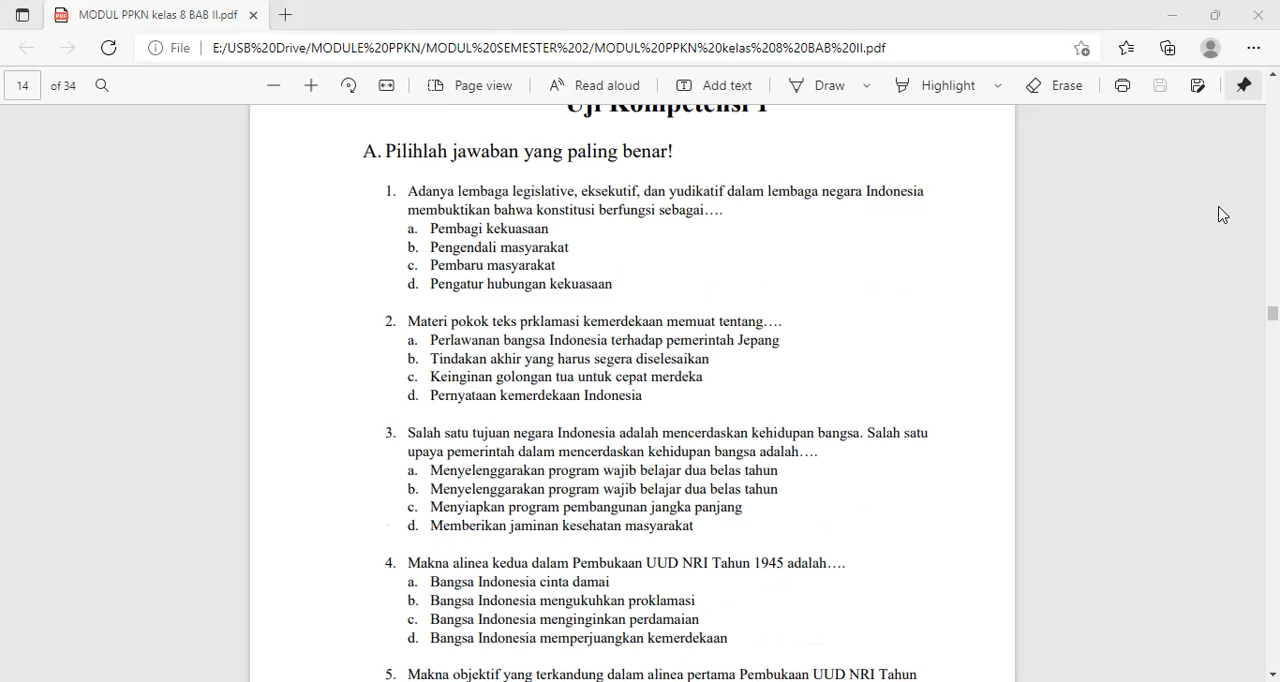 MODUL PPKN kelas 8 BAB II.pdf
File E:/USB%20Drive/MODULE%20PPKN/MODUL%20SEMESTER%202/MODUL%20PPKN%20kelas%208%20BAB%20II.pdf
14 of 34 Page view Read aloud Add text Draw Highlight Erase
Uji Kompetensi 1
A. Pilihlah jawaban yang paling benar!
1. Adanya lembaga legislative, eksekutif, dan yudikatif dalam lembaga negara Indonesia
membuktikan bahwa konstitusi berfungsi sebagai….
a. Pembagi kekuasaan
b. Pengendali masyarakat
c. Pembaru masyarakat
d. Pengatur hubungan kekuasaan
2. Materi pokok teks prklamasi kemerdekaan memuat tentang….
a. Perlawanan bangsa Indonesia terhadap pemerintah Jepang
b. Tindakan akhir yang harus segera diselesaikan
c. Keinginan golongan tua untuk cepat merdeka
d. Pernyataan kemerdekaan Indonesia
3. Salah satu tujuan negara Indonesia adalah mencerdaskan kehidupan bangsa. Salah satu
upaya pemerintah dalam mencerdaskan kehidupan bangsa adalah….
a. Menyelenggarakan program wajib belajar dua belas tahun
b. Menyelenggarakan program wajib belajar dua belas tahun
c. Menyiapkan program pembangunan jangka panjang
d. Memberikan jaminan kesehatan masyarakat
4. Makna alinea kedua dalam Pembukaan UUD NRI Tahun 1945 adalah….
a. Bangsa Indonesia cinta damai
b. Bangsa Indonesia mengukuhkan proklamasi
c. Bangsa Indonesia menginginkan perdamaian
d. Bangsa Indonesia memperjuangkan kemerdekaan
5. Makna objektif yang terkandung dalam alinea pertama Pembukaan UUD NRI Tahun